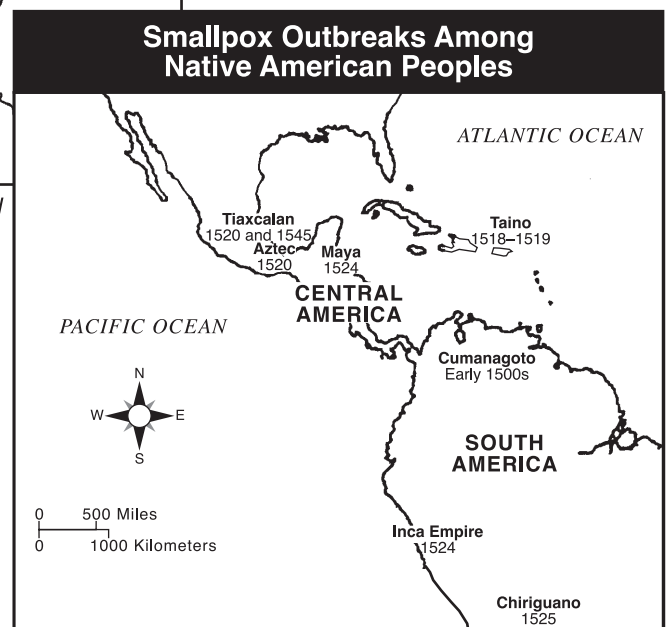 Smallpox Outbreaks Among
Native American Peoples
ATLANTIC OCEAN
Tiaxcalan
1520 and 1545
Aztec
1520
Maya
1524
Taino
1518–1519
CENTRAL
AMERICA
PACIFIC OCEAN
Cumanagoto
Early 1500s
N
W
E
S
SOUTH
AMERICA
0 500 Miles
0 1000 Kilometers
Inca Empire
1524
Chiriguano
1525